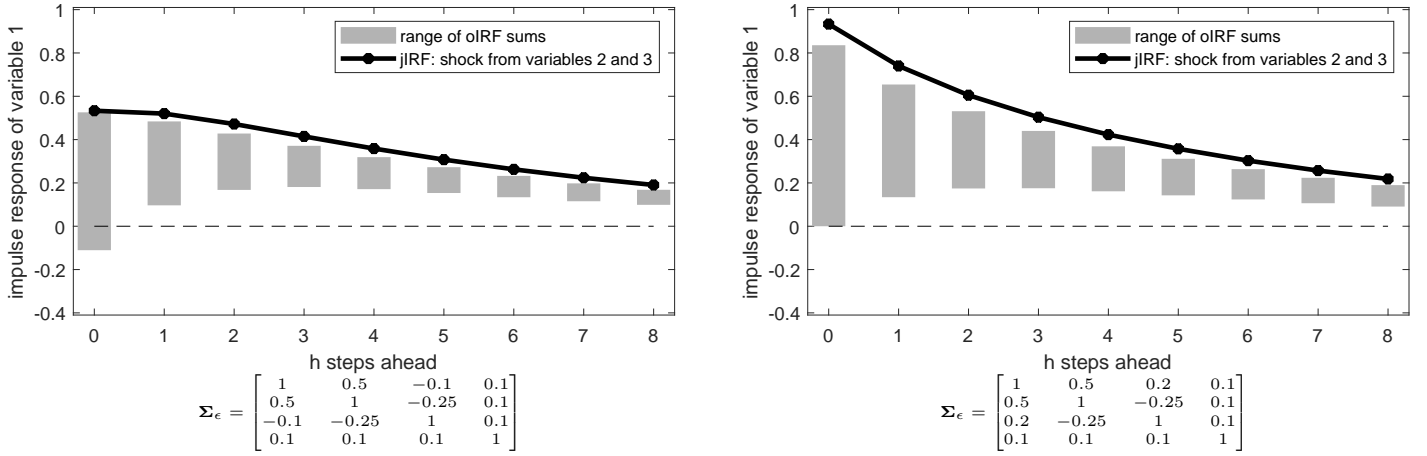 1
0.8
0.6
0.4
0.2
0
-0.2
-0.4
impulse response of variable 1
range of oIRF sums
jIRF: shock from variables 2 and 3
0 1 2 3 4 5 6 7 8
h steps ahead
Σϵ = [1 0.5 −0.1 0.1
0.5 1 −0.25 0.1
−0.1 −0.25 1 0.1
0.1 0.1 0.1 1]
1
0.8
0.6
0.4
0.2
0
-0.2
-0.4
impulse response of variable 1
range of oIRF sums
jIRF: shock from variables 2 and 3
0 1 2 3 4 5 6 7 8
h steps ahead
Σϵ = [1 0.5 0.2 0.1
0.5 1 −0.25 0.1
0.2 −0.25 1 0.1
0.1 0.1 0.1 1]